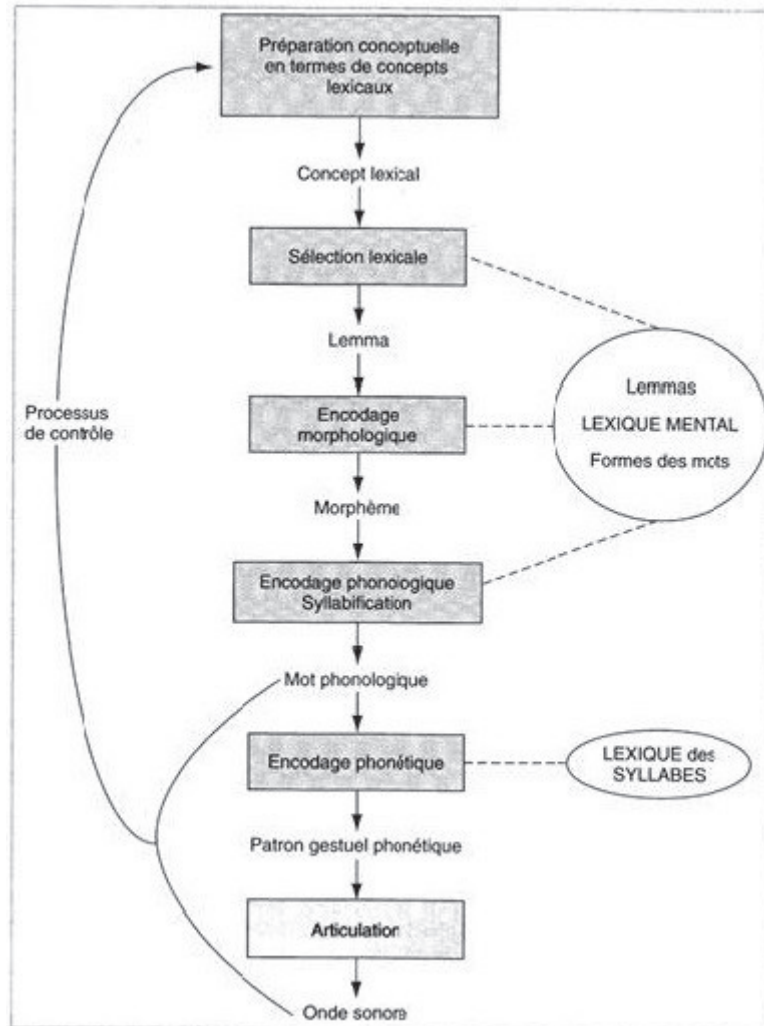 Préparation conceptuelle
en termes de concepts
lexicaux
Concept lexical
Sélection lexicale
Lemma
Encodage
morphologique
Morphème
Encodage phonologique
Syllabification
Mot phonologique
Encodage phonétique
Patron gestuel phonétique
Articulation
Onde sonore
Processus
de contrôle
Lemmas
LEXIQUE MENTAL
Formes des mots
LEXIQUE des
SYLLABES